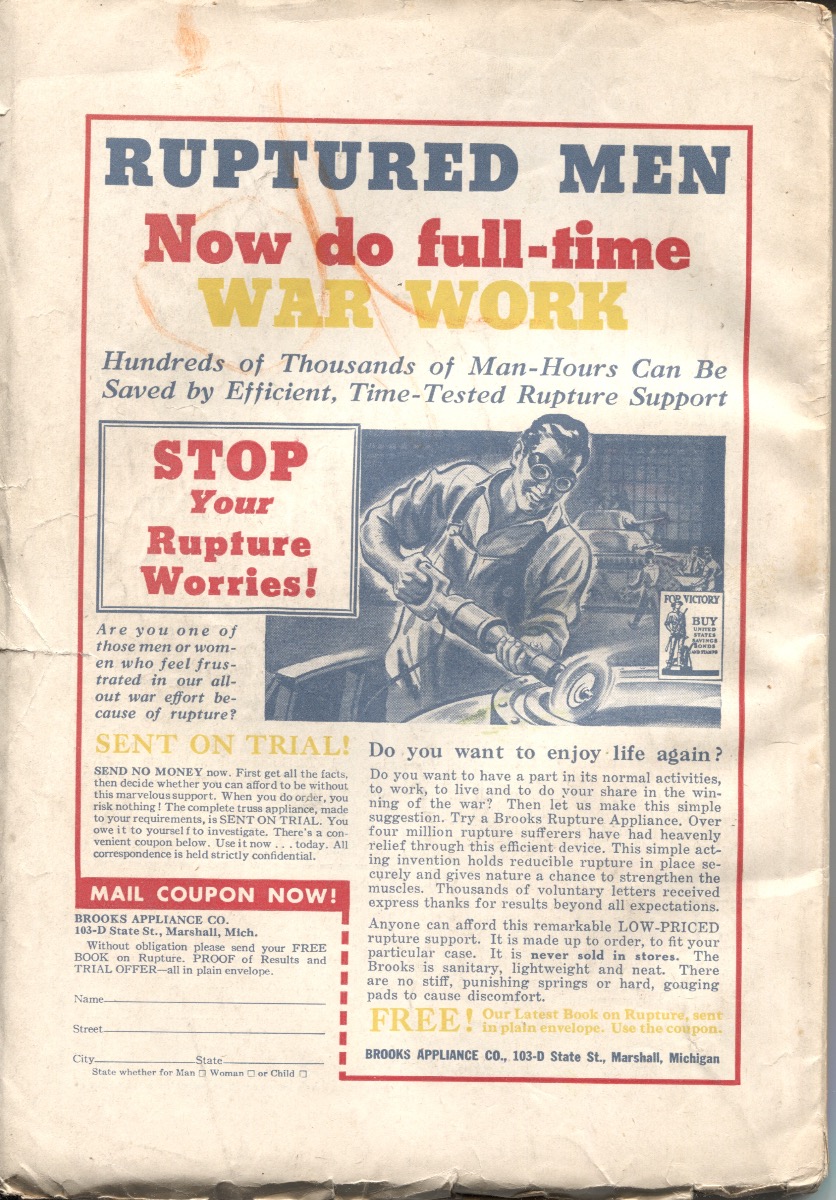 RUPTURED MEN
Now do full-time
WAR WORK
Hundreds of Thousands of Man-Hours Can Be
Saved by Efficient, Time-Tested Rupture Support
STOP
Your
Rupture
Worries!
FOR VICTORY
BUY
UNITED
STATES
SAVINGS
BONDS
AND STAMPS
Are you one of
those men or wom-
en who feel frus-
trated in our all-
out war effort be-
cause of rupture?
SENT ON TRIAL!
SEND NO MONEY now. First get all the facts,
then decide whether you can afford to be without
this marvelous support. When you do order, you
risk nothing! The complete truss appliance, made
to your requirements, is SENT ON TRIAL. You
owe it to yourself to investigate. There's a con-
venient coupon below. Use it now . . . today. All
correspondence is held strictly confidential.
MAIL COUPON NOW!
BROOKS APPLIANCE CO.
103-D State St., Marshall, Mich.
Without obligation please send your FREE
BOOK on Rupture. PROOF of Results and
TRIAL OFFER—all in plain envelope.
Name
Street
City State
State whether for Man □ Woman □ or Child □
Do you want to enjoy life again?
Do you want to have a part in its normal activities,
to work, to live and to do your share in the win-
ning of the war? Then let us make this simple
suggestion. Try a Brooks Rupture Appliance. Over
four million rupture sufferers have had heavenly
relief through this efficient device. This simple act-
ing invention holds reducible rupture in place se-
curely and gives nature a chance to strengthen the
muscles. Thousands of voluntary letters received
express thanks for results beyond all expectations.
Anyone can afford this remarkable LOW-PRICED
rupture support. It is made up to order, to fit your
particular case. It is never sold in stores. The
Brooks is sanitary, lightweight and neat. There
are no stiff, punishing springs or hard, gouging
pads to cause discomfort.
FREE! Our Latest Book on Rupture, sent
in plain envelope. Use the coupon.
BROOKS APPLIANCE CO., 103-D State St., Marshall, Michigan